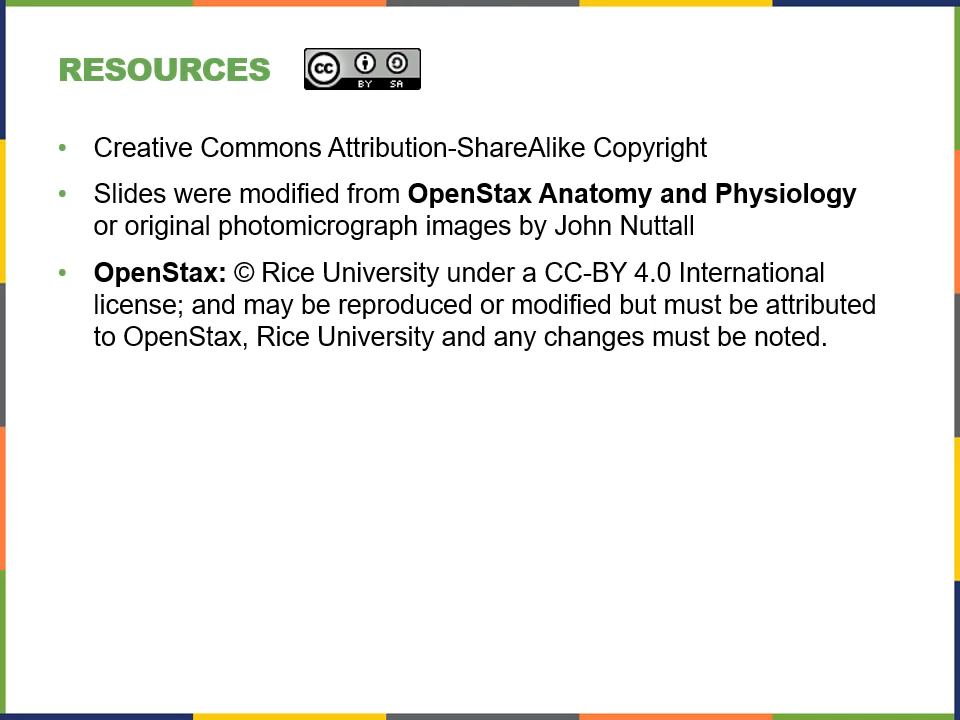 RESOURCES
cc BY SA
• Creative Commons Attribution-ShareAlike Copyright
• Slides were modified from OpenStax Anatomy and Physiology
or original photomicrograph images by John Nuttall
• OpenStax: © Rice University under a CC-BY 4.0 International
license; and may be reproduced or modified but must be attributed
to OpenStax, Rice University and any changes must be noted.